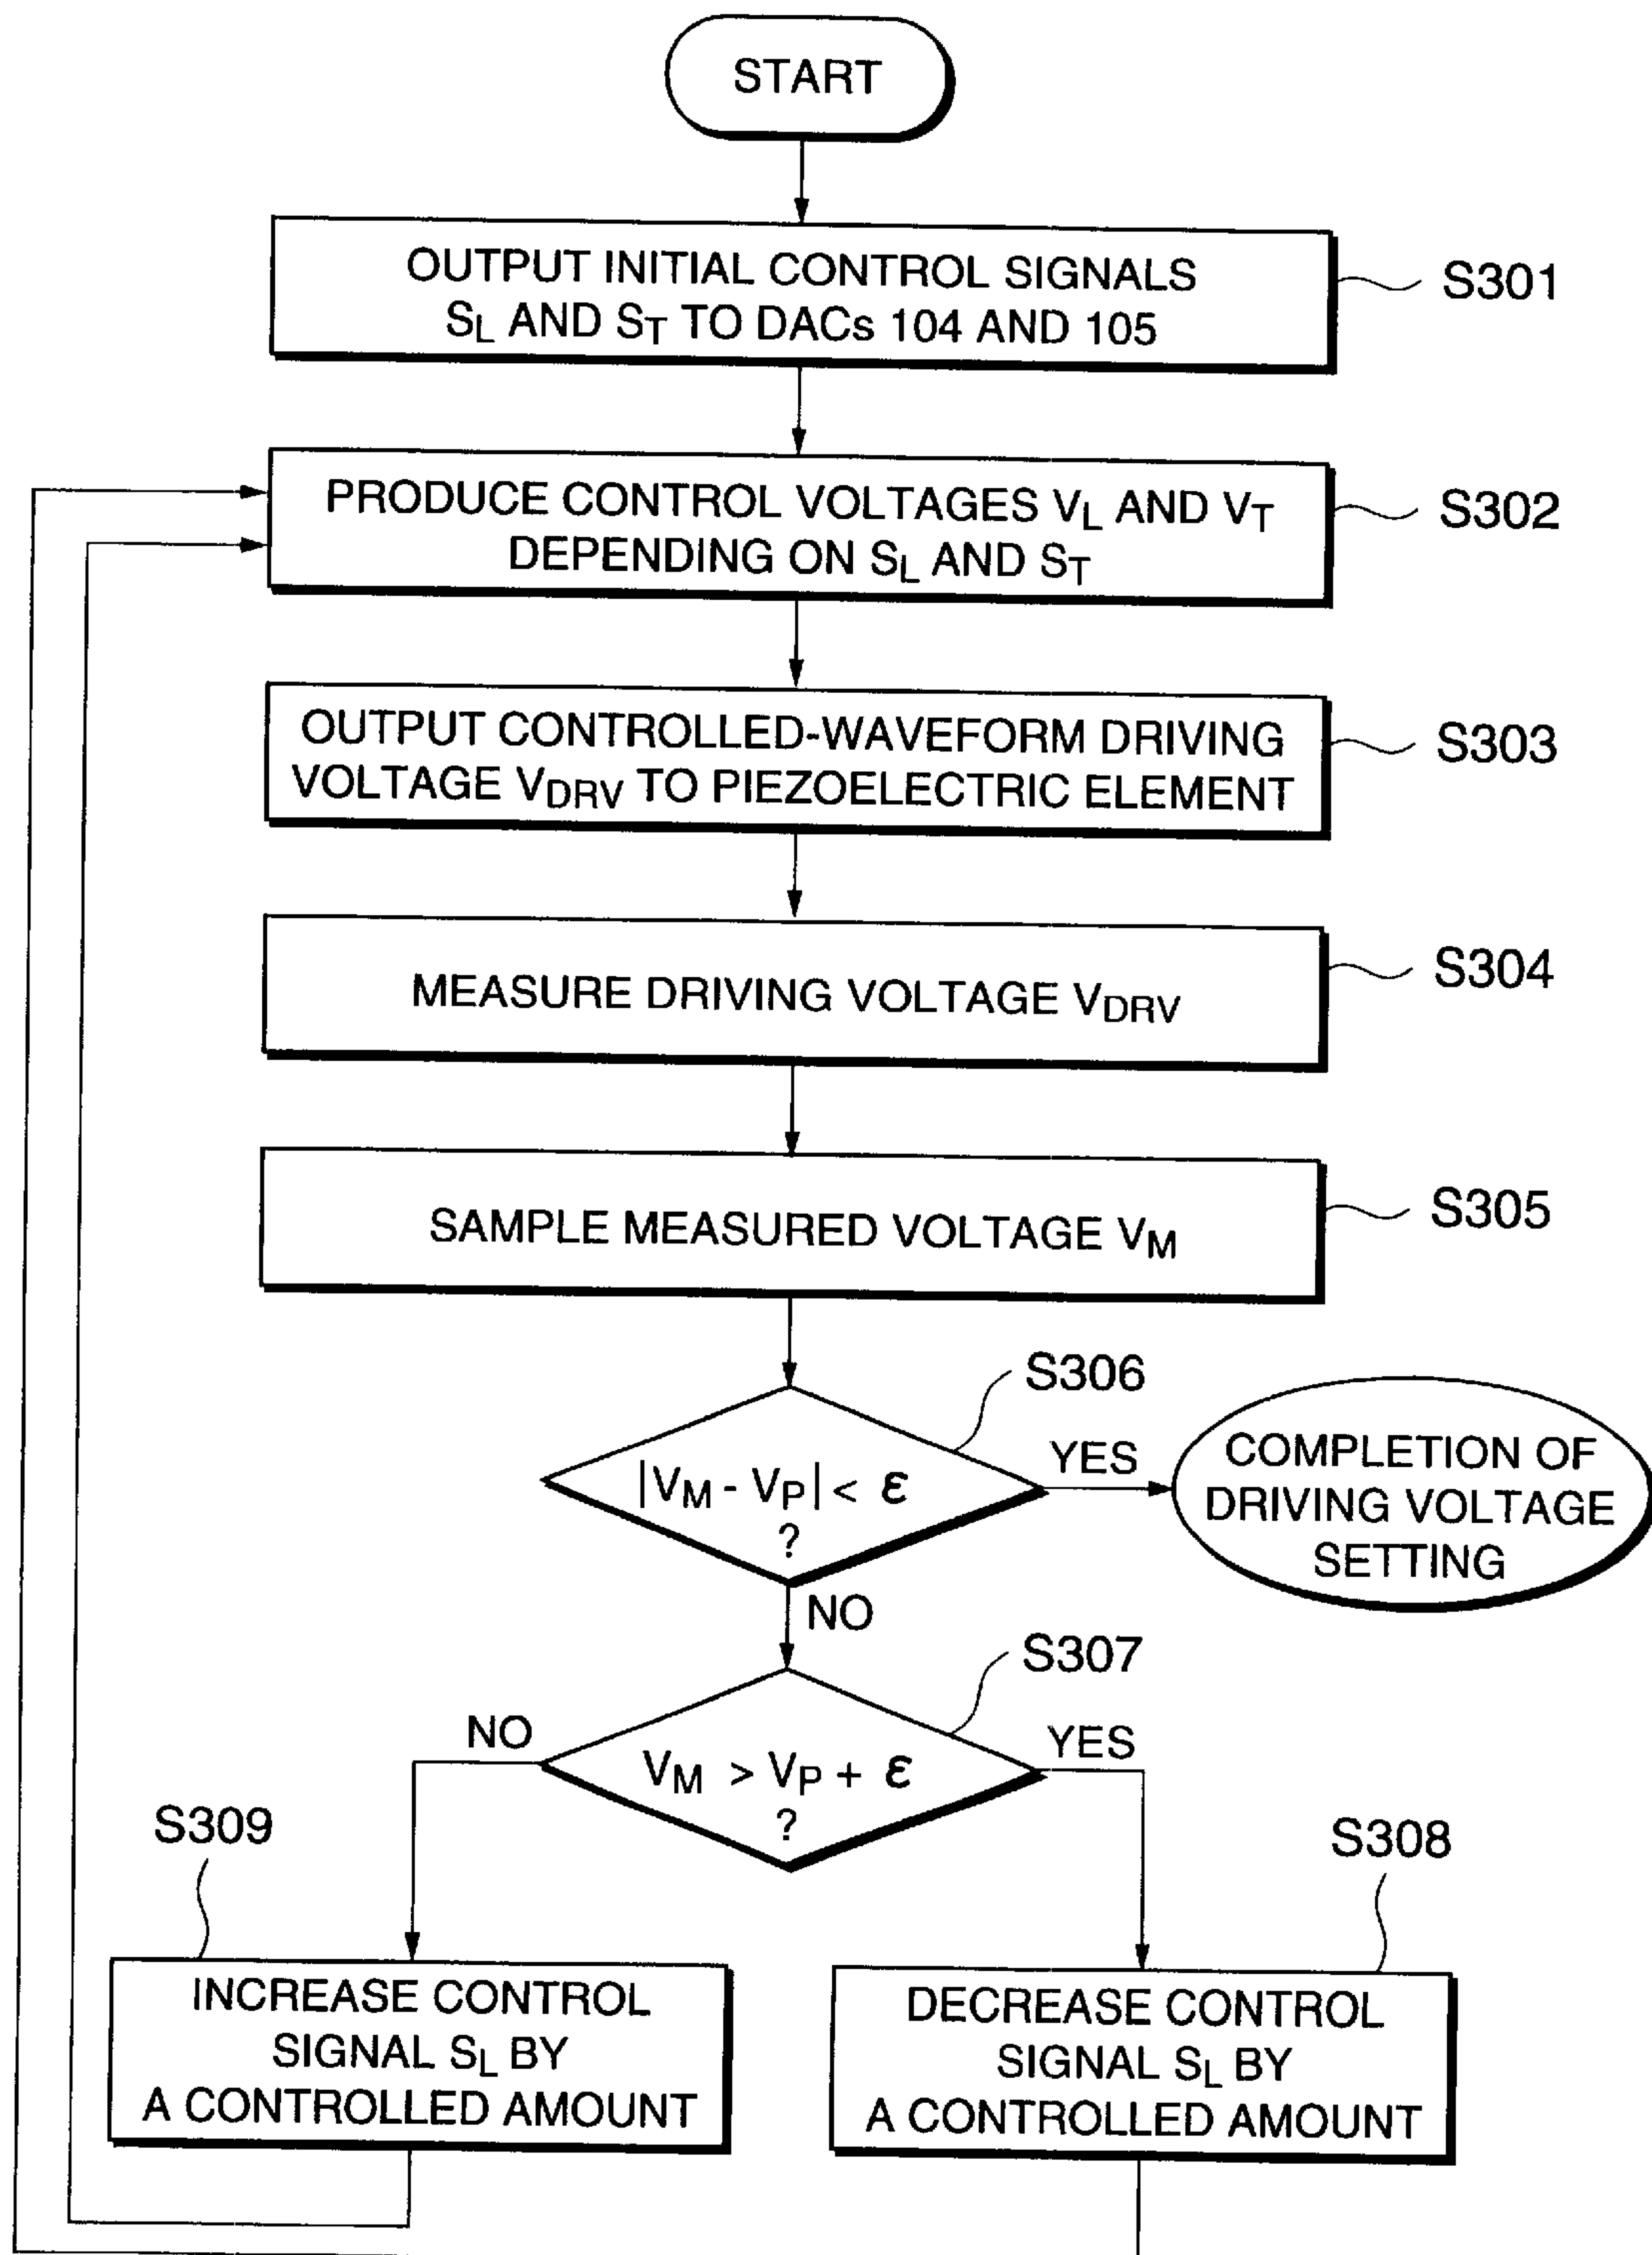 START
OUTPUT INITIAL CONTROL SIGNALS
SL AND ST TO DACs 104 AND 105
S301
PRODUCE CONTROL VOLTAGES VL AND VT
DEPENDING ON SL AND ST
S302
OUTPUT CONTROLLED-WAVEFORM DRIVING
VOLTAGE VDRV TO PIEZOELECTRIC ELEMENT
S303
MEASURE DRIVING VOLTAGE VDRV
S304
SAMPLE MEASURED VOLTAGE VM
S305
S306
|VM - VP| < ε
?
YES
COMPLETION OF
DRIVING VOLTAGE
SETTING
NO
S307
NO
VM > VP + ε
?
YES
S309
INCREASE CONTROL
SIGNAL SL BY
A CONTROLLED AMOUNT
S308
DECREASE CONTROL
SIGNAL SL BY
A CONTROLLED AMOUNT